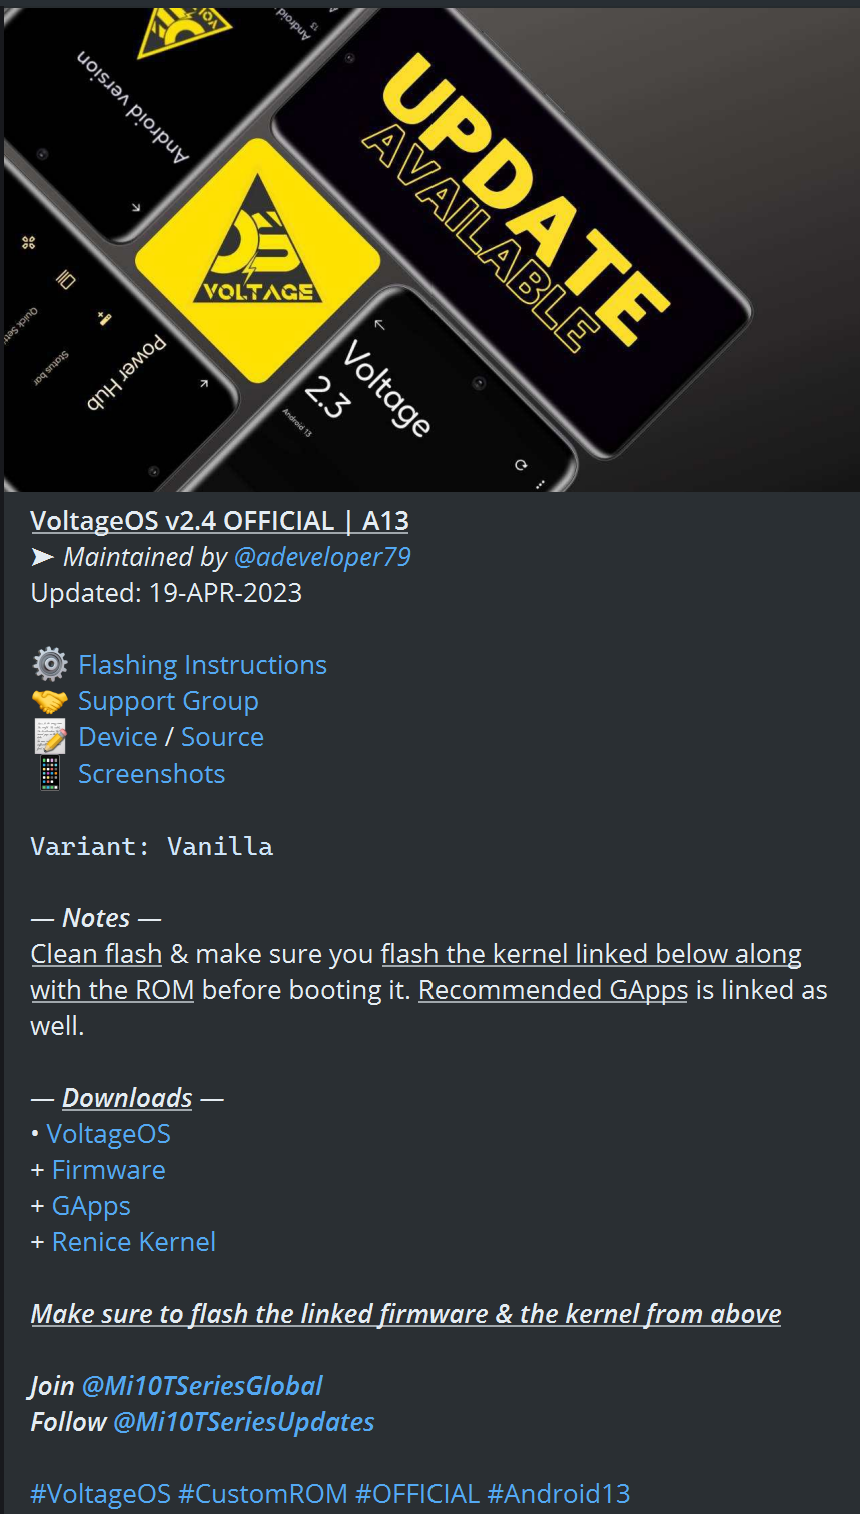 VOLTAGE
Android version
Android
13
UPDATE
AVAILABLE
VOLTAGE
Power Hub
Status bar
Voltage
2.3
Android 13
VoltageOS v2.4 OFFICIAL | A13
➤ Maintained by @adeveloper79
Updated: 19-APR-2023
⚙️ Flashing Instructions
🤝 Support Group
📝 Device / Source
📱 Screenshots
Variant: Vanilla
— Notes —
Clean flash & make sure you flash the kernel linked below along
with the ROM before booting it. Recommended GApps is linked as
well.
— Downloads —
• VoltageOS
+ Firmware
+ GApps
+ Renice Kernel
Make sure to flash the linked firmware & the kernel from above
Join @Mi10TSeriesGlobal
Follow @Mi10TSeriesUpdates
#VoltageOS #CustomROM #OFFICIAL #Android13